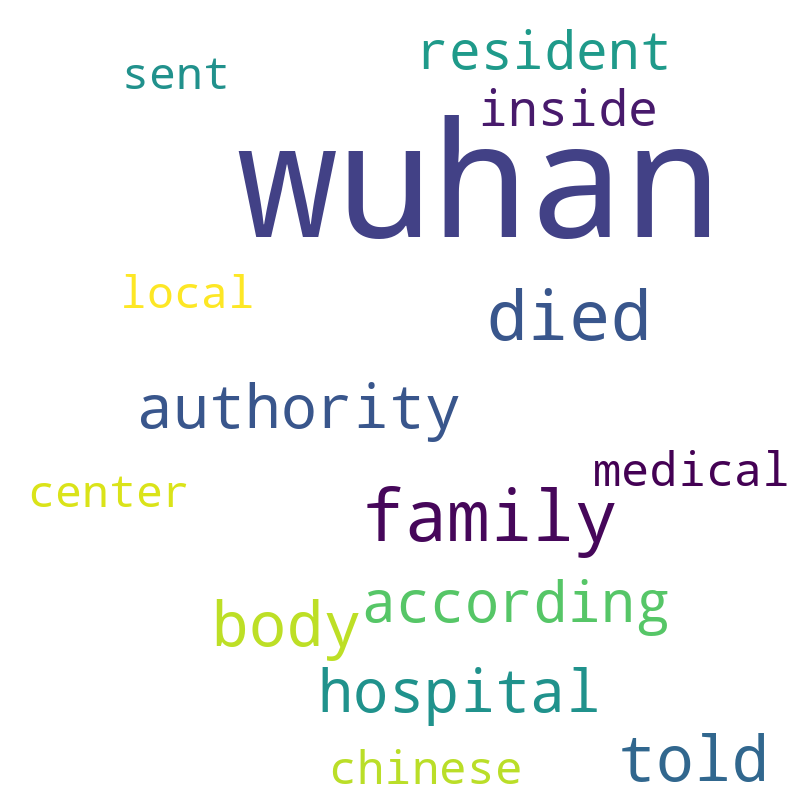 resident
sent
inside
wuhan
local
died
authority
medical
center
family
according
body
hospital
told
chinese